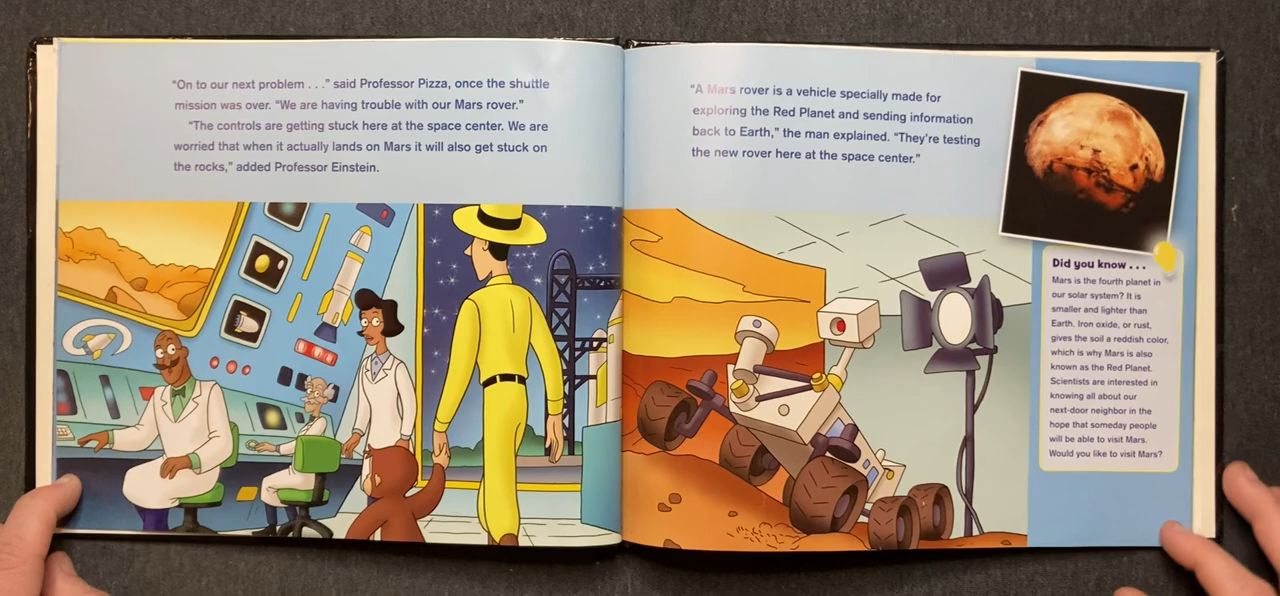 “On to our next problem . . .” said Professor Pizza, once the shuttle
mission was over. “We are having trouble with our Mars rover.”
“The controls are getting stuck here at the space center. We are
worried that when it actually lands on Mars it will also get stuck on
the rocks,” added Professor Einstein.
“A Mars rover is a vehicle specially made for
exploring the Red Planet and sending information
back to Earth,” the man explained. “They’re testing
the new rover here at the space center.”
Did you know . . .
Mars is the fourth planet in
our solar system? It is
smaller and lighter than
Earth. Iron oxide, or rust,
gives the soil a reddish color,
which is why Mars is also
known as the Red Planet.
Scientists are interested in
knowing all about our
next-door neighbor in the
hope that someday people
will be able to visit Mars.
Would you like to visit Mars?